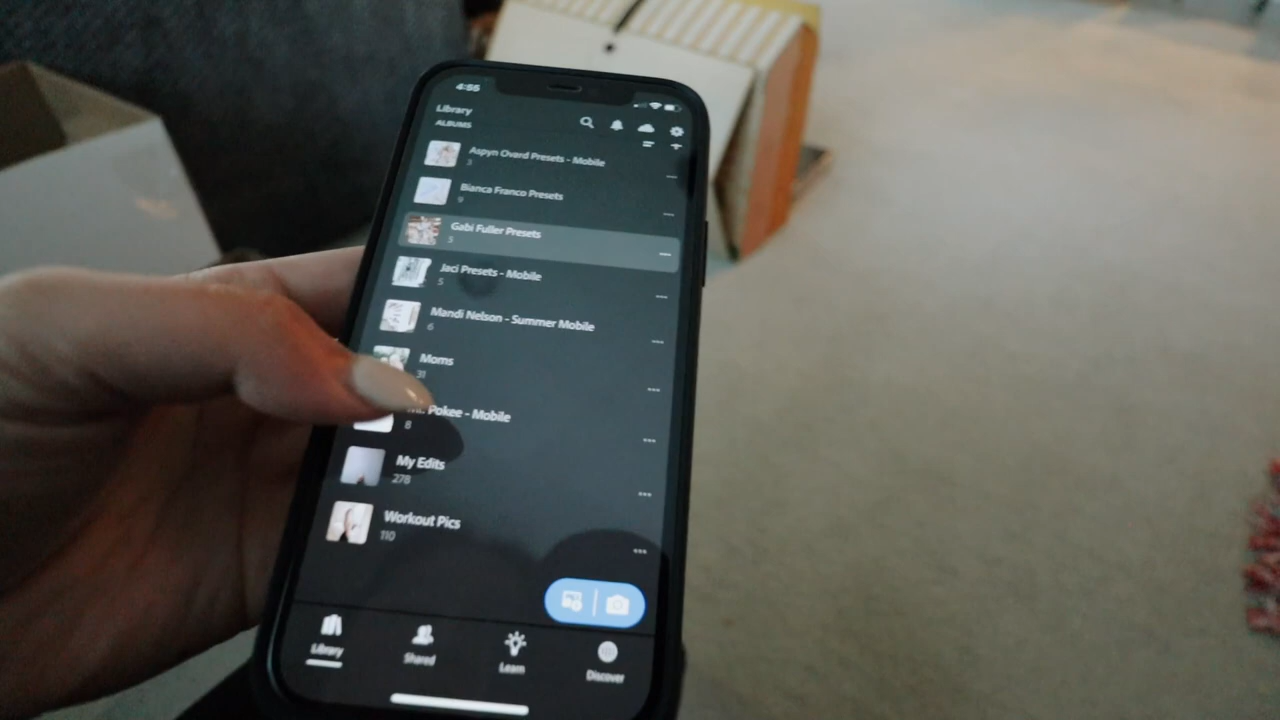 4:55
Library
ALBUMS
Aspyn Ovard Presets - Mobile
3
Bianca Franco Presets
9
Gabi Fuller Presets
5
Jaci Presets - Mobile
5
Mandi Nelson - Summer Mobile
6
Moms
31
Pokee - Mobile
8
My Edits
278
Workout Pics
110
Library
Shared
Learn
Discover